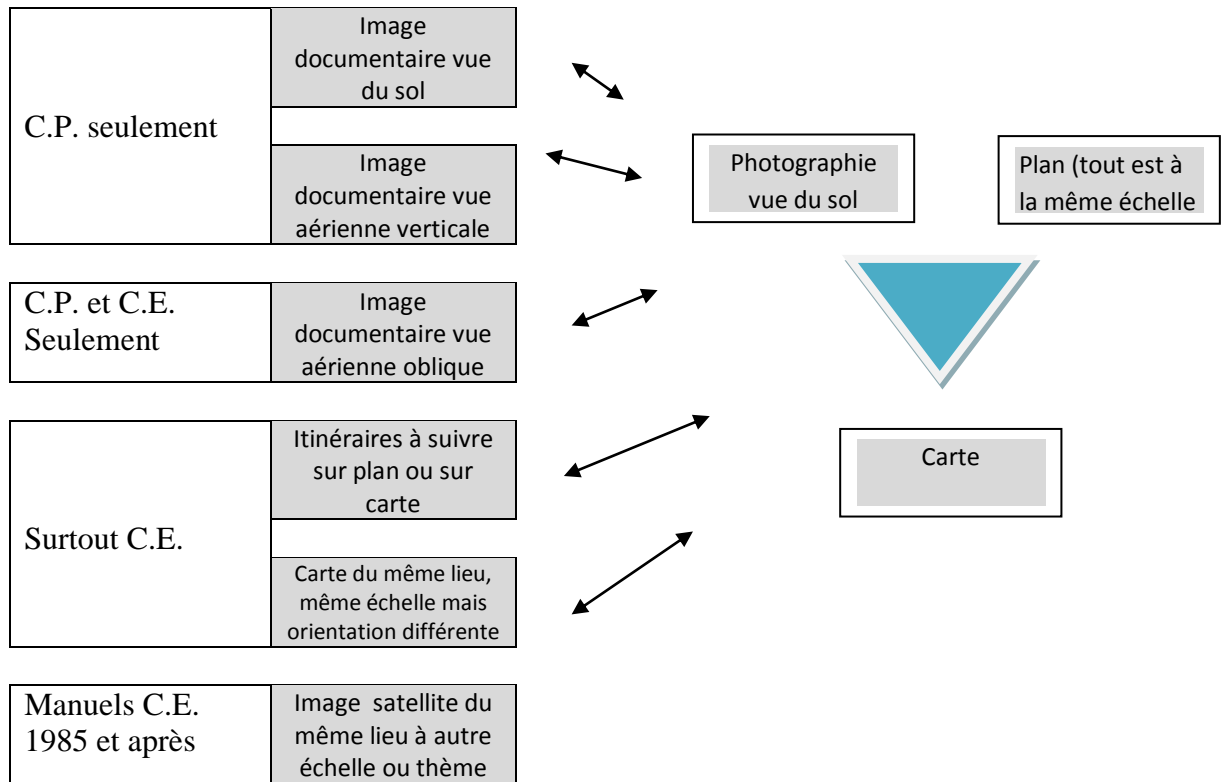 C.P. seulement
Image
documentaire vue
du sol
Image
documentaire vue
aérienne verticale
C.P. et C.E.
Seulement
Image
documentaire vue
aérienne oblique
Surtout C.E.
Itinéraires à suivre
sur plan ou sur
carte
Carte du même lieu,
même échelle mais
orientation différente
Manuels C.E.
1985 et après
Image  satellite du
même lieu à autre
échelle ou thème
Photographie
vue du sol
Plan (tout est à
la même échelle
Carte